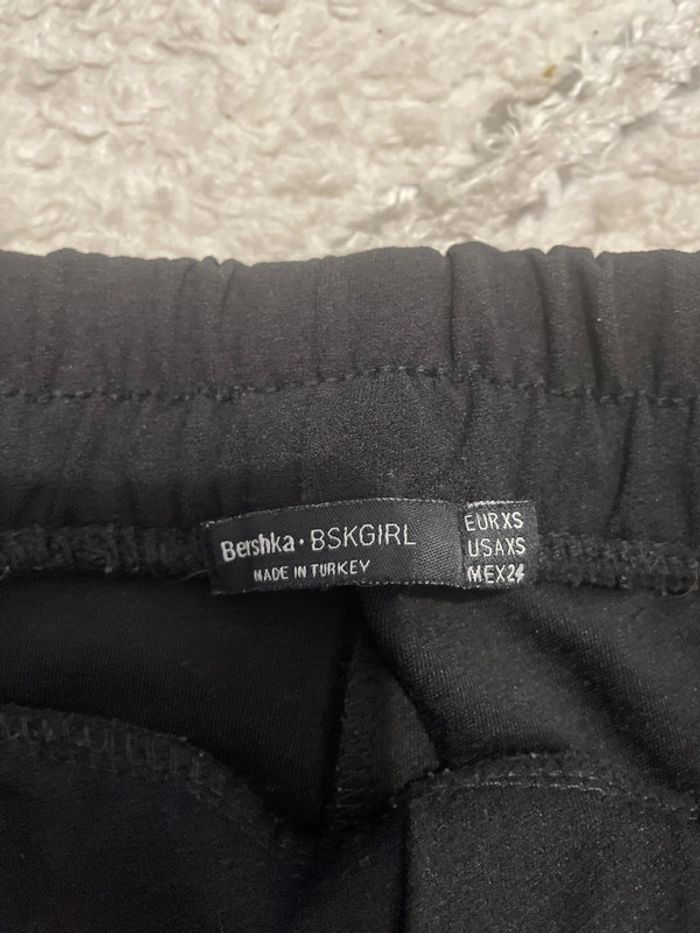 Bershka • BSKGIRL
MADE IN TURKEY
EUR XS
USA XS
MEX 24